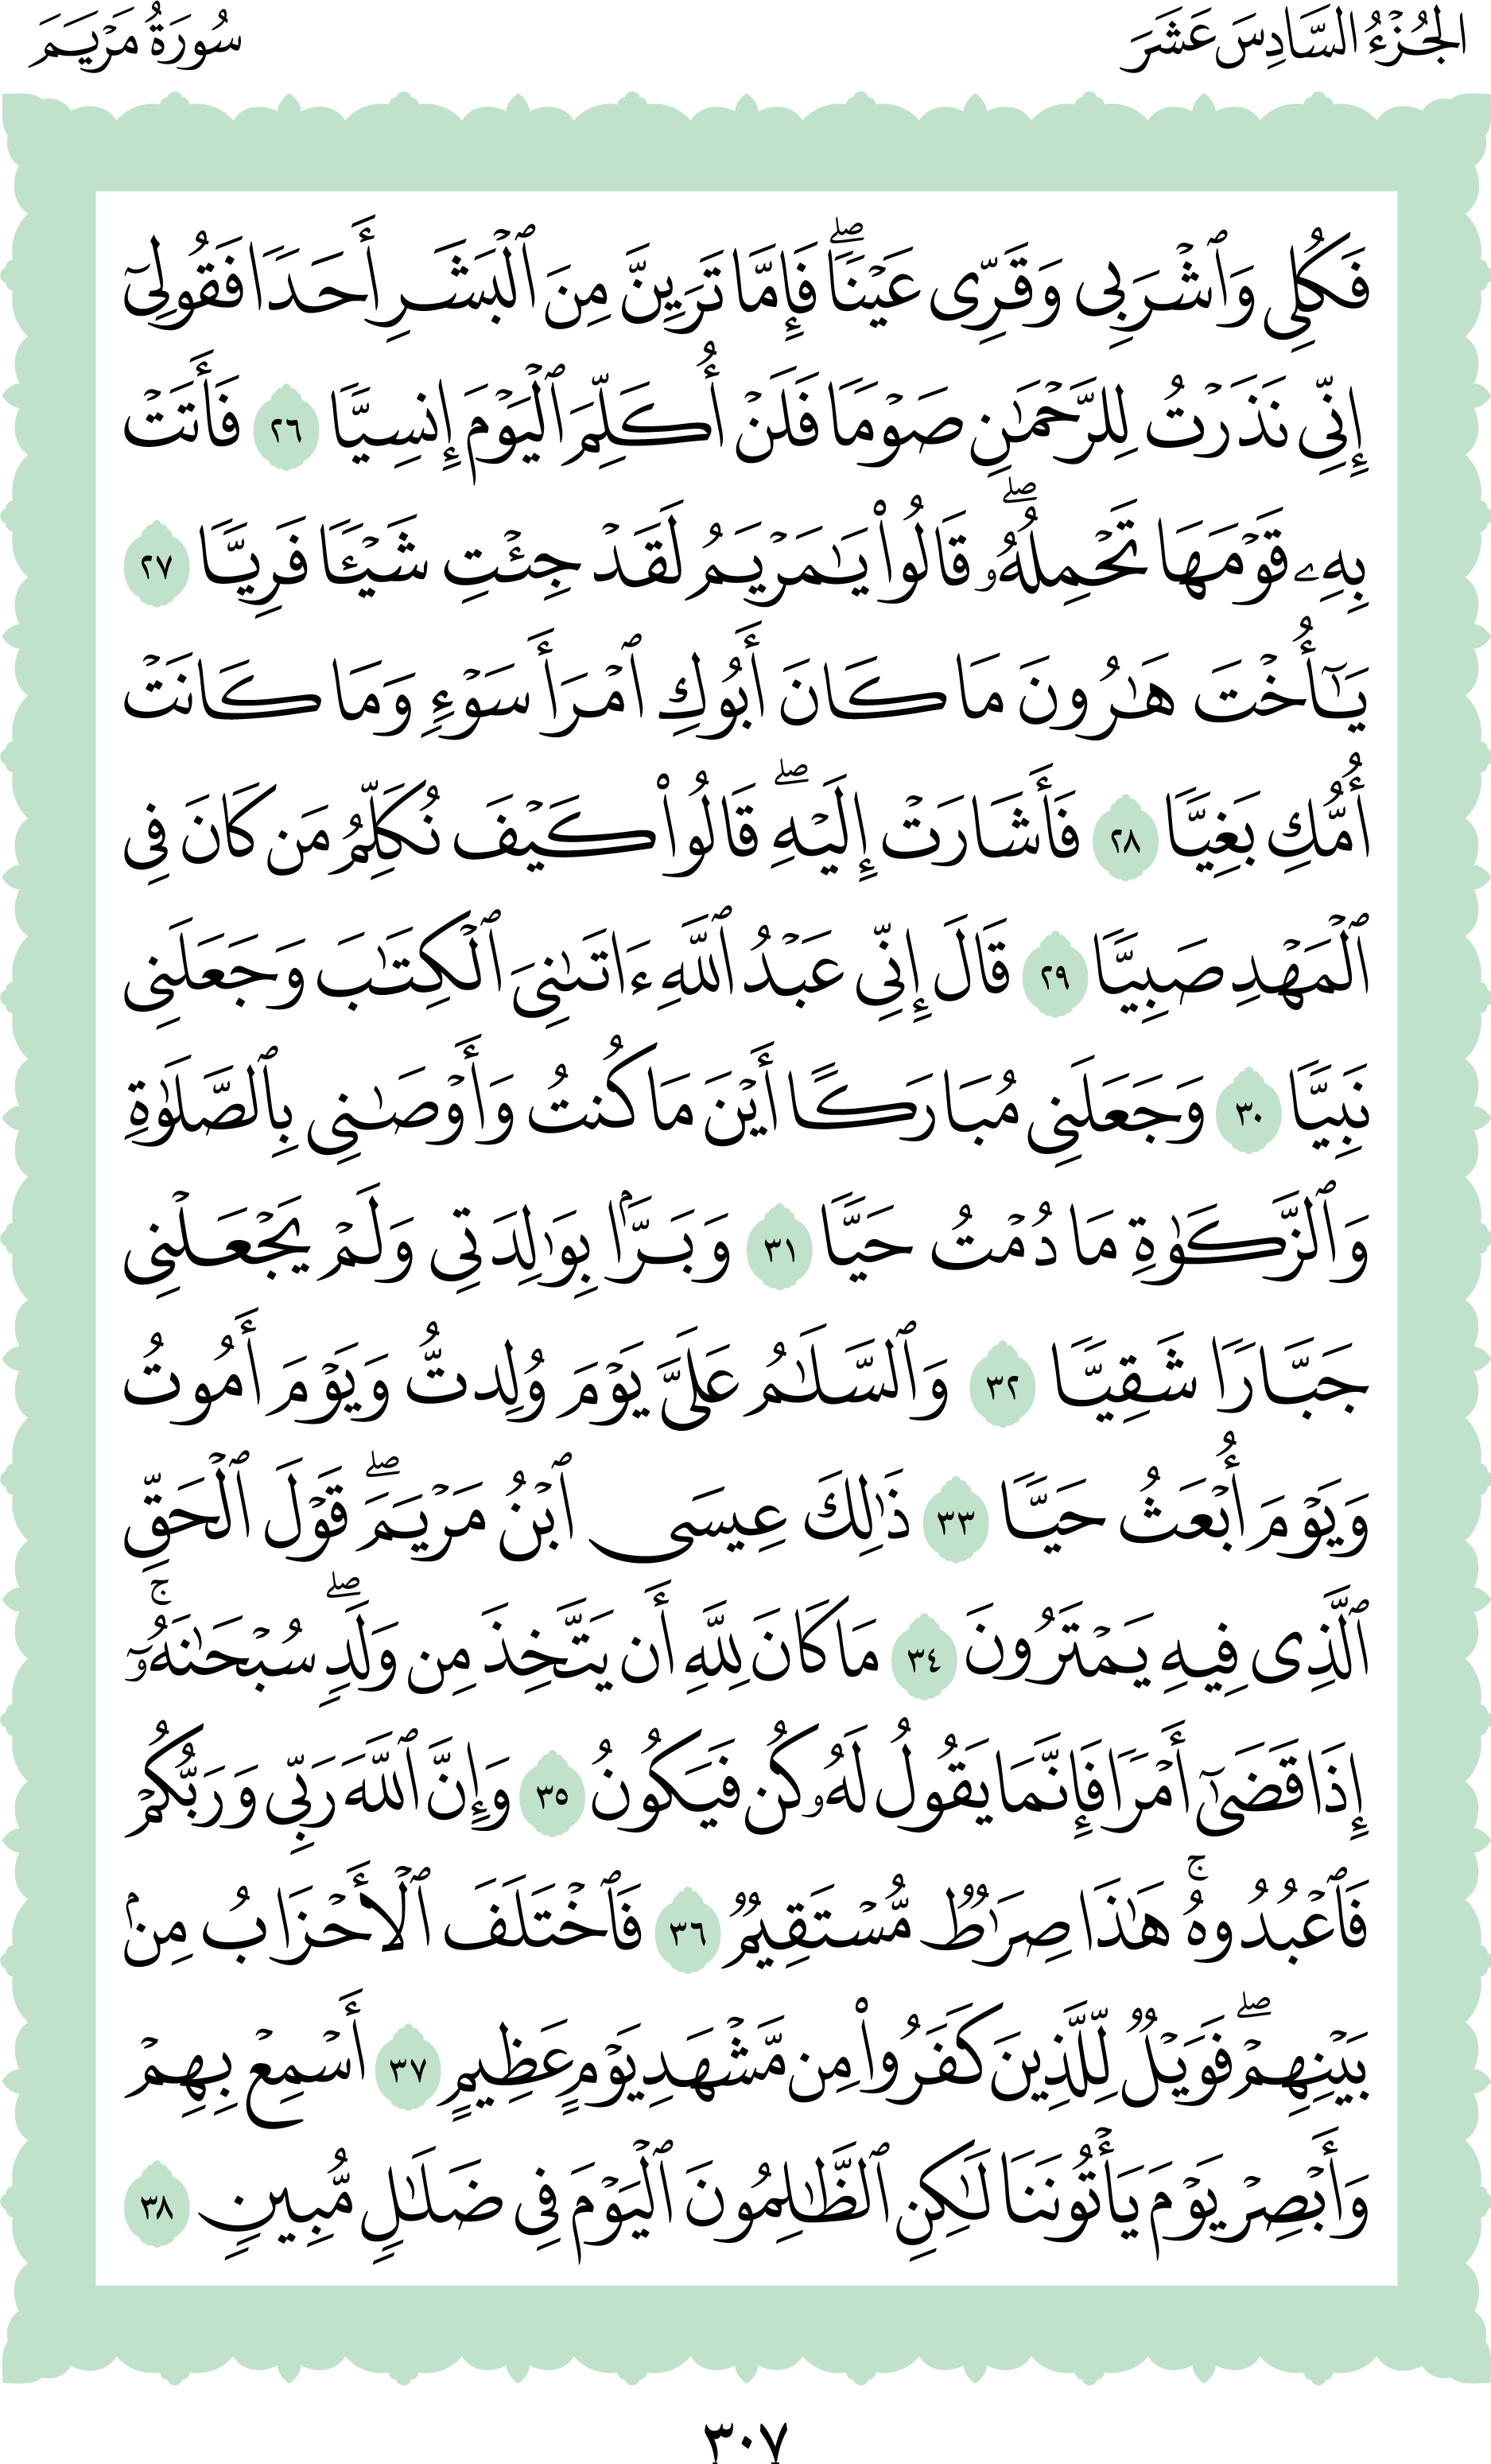 الجُزْءُ السَّادِسَ عَشَرَ
سُورَةُ مَرْيَمَ
فَكُلِي وَٱشْرَبِي وَقَرِّي عَيْنًاۖ فَإِمَّا تَرَيِنَّ مِنَ ٱلْبَشَرِ أَحَدًا فَقُولِيٓ
إِنِّي نَذَرْتُ لِلرَّحْمَٰنِ صَوْمًا فَلَنْ أُكَلِّمَ ٱلْيَوْمَ إِنسِيًّا ٢٦ فَأَتَتْ
بِهِۦ قَوْمَهَا تَحْمِلُهُۥۖ قَالُواْ يَٰمَرْيَمُ لَقَدْ جِئْتِ شَيْـًٔا فَرِيًّا ٢٧
يَٰٓأُخْتَ هَٰرُونَ مَا كَانَ أَبُوكِ ٱمْرَأَ سَوْءٍ وَمَا كَانَتْ
أُمُّكِ بَغِيًّا ٢٨ فَأَشَارَتْ إِلَيْهِۖ قَالُواْ كَيْفَ نُكَلِّمُ مَن كَانَ فِي
ٱلْمَهْدِ صَبِيًّا ٢٩ قَالَ إِنِّي عَبْدُ ٱللَّهِ ءَاتَىٰنِيَ ٱلْكِتَٰبَ وَجَعَلَنِي
نَبِيًّا ٣٠ وَجَعَلَنِي مُبَارَكًا أَيْنَ مَا كُنتُ وَأَوْصَٰنِي بِٱلصَّلَوٰةِ
وَٱلزَّكَوٰةِ مَا دُمْتُ حَيًّا ٣١ وَبَرَّۢا بِوَٰلِدَتِي وَلَمْ يَجْعَلْنِي
جَبَّارًا شَقِيًّا ٣٢ وَٱلسَّلَٰمُ عَلَيَّ يَوْمَ وُلِدتُّ وَيَوْمَ أَمُوتُ
وَيَوْمَ أُبْعَثُ حَيًّا ٣٣ ذَٰلِكَ عِيسَى ٱبْنُ مَرْيَمَۖ قَوْلَ ٱلْحَقِّ
ٱلَّذِي فِيهِ يَمْتَرُونَ ٣٤ مَا كَانَ لِلَّهِ أَن يَتَّخِذَ مِن وَلَدٍۖ سُبْحَٰنَهُۥٓۚ
إِذَا قَضَىٰٓ أَمْرًا فَإِنَّمَا يَقُولُ لَهُۥ كُن فَيَكُونُ ٣٥ وَإِنَّ ٱللَّهَ رَبِّي وَرَبُّكُمْ
فَٱعْبُدُوهُۚ هَٰذَا صِرَٰطٌ مُّسْتَقِيمٌ ٣٦ فَٱخْتَلَفَ ٱلْأَحْزَابُ مِنۢ
بَيْنِهِمْۖ فَوَيْلٌ لِّلَّذِينَ كَفَرُواْ مِن مَّشْهَدِ يَوْمٍ عَظِيمٍ ٣٧ أَسْمِعْ بِهِمْ
وَأَبْصِرْ يَوْمَ يَأْتُونَنَا لَٰكِنِ ٱلظَّٰلِمُونَ ٱلْيَوْمَ فِي ضَلَٰلٍ مُّبِينٍ ٣٨
٣٠٧